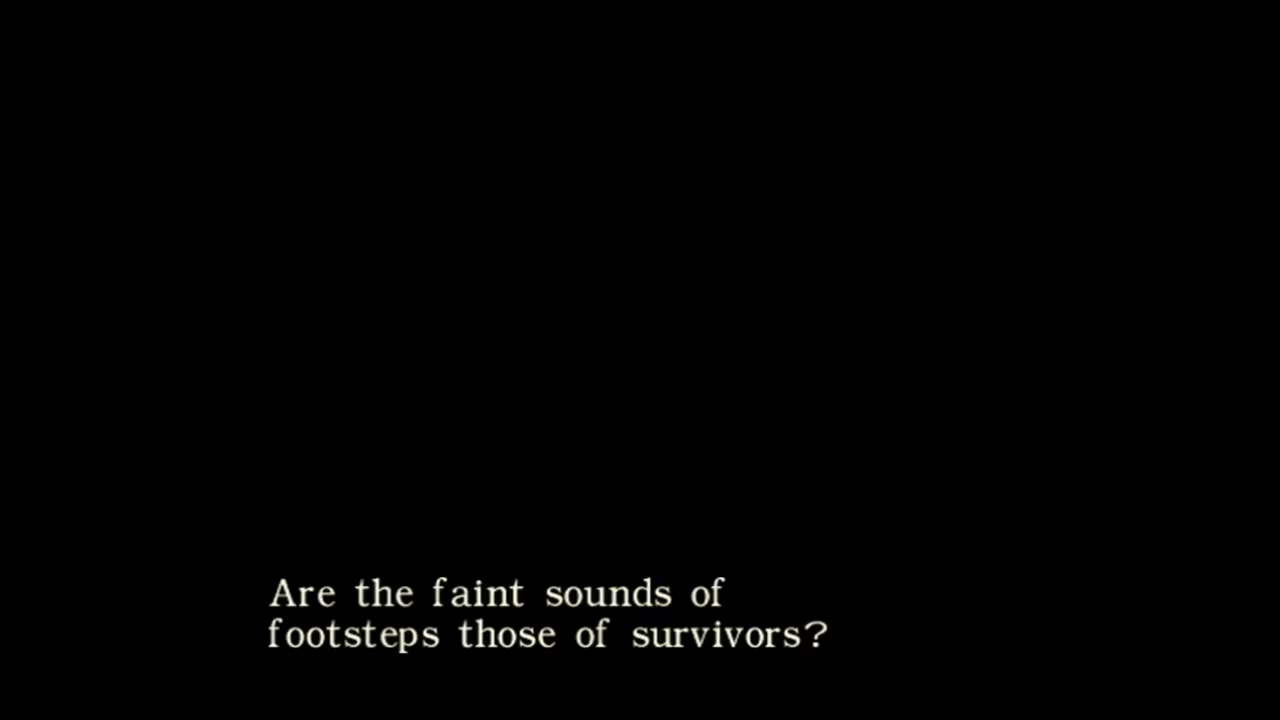 Are the faint sounds of
footsteps those of survivors?